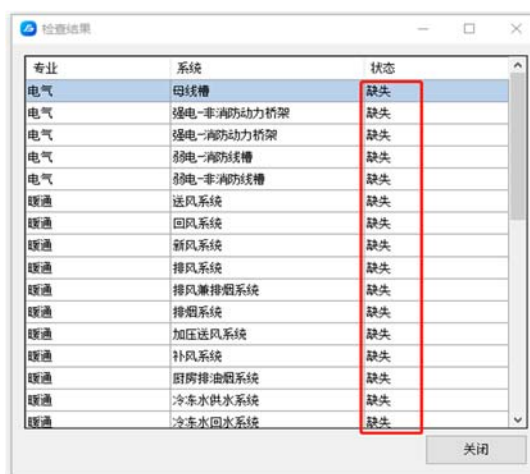 检查结果
专业 系统 状态
电气 母线槽 缺失
电气 强电-非消防动力桥架 缺失
电气 强电-消防动力桥架 缺失
电气 弱电-消防线槽 缺失
电气 弱电-非消防线槽 缺失
暖通 送风系统 缺失
暖通 回风系统 缺失
暖通 新风系统 缺失
暖通 排风系统 缺失
暖通 排风兼排烟系统 缺失
暖通 排烟系统 缺失
暖通 加压送风系统 缺失
暖通 补风系统 缺失
暖通 厨房排油烟系统 缺失
暖通 冷冻水供水系统 缺失
暖通 冷冻水回水系统 缺失
关闭